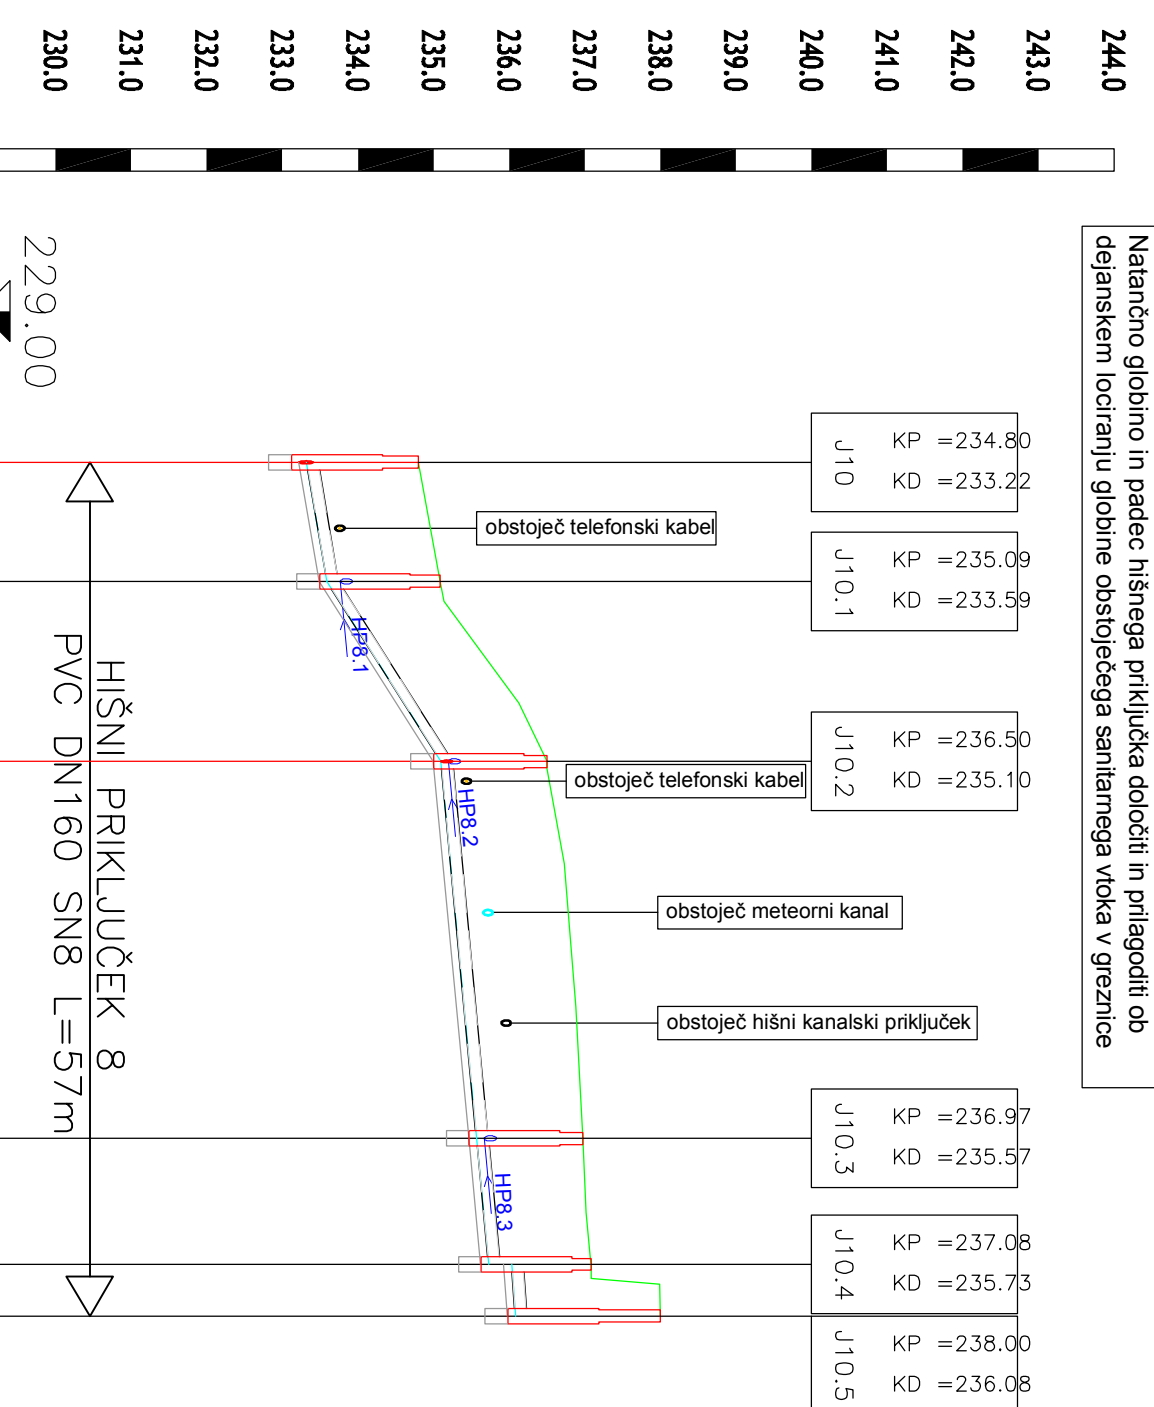 244.0
243.0
242.0
241.0
240.0
239.0
238.0
237.0
236.0
235.0
234.0
233.0
232.0
231.0
230.0
229.00
Natančno globino in padec hišnega priključka določiti in prilagoditi ob
dejanskem lociranju globine obstoječega sanitarnega vtoka v greznice
J10
KP =234.80
KD =233.22
J10.1
KP =235.09
KD =233.59
J10.2
KP =236.50
KD =235.10
J10.3
KP =236.97
KD =235.57
J10.4
KP =237.08
KD =235.73
J10.5
KP =238.00
KD =236.08
obstoječ telefonski kabel
obstoječ telefonski kabel
obstoječ meteorni kanal
obstoječ hišni kanalski priključek
HP8.1
HP8.2
HP8.3
HIŠNI PRIKLJUČEK 8
PVC DN160 SN8 L=57m